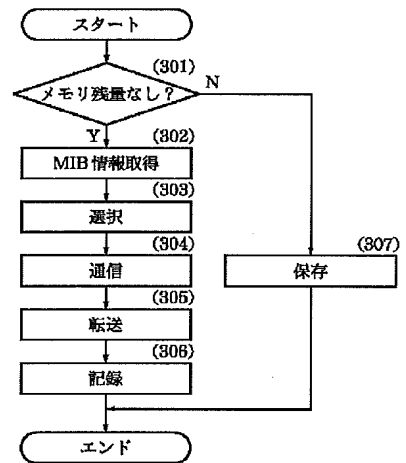 スタート
(301)
メモリ残量なし?
N
Y
(302)
MIB情報取得
(303)
選択
(304)
通信
(307)
保存
(305)
転送
(306)
記録
エンド